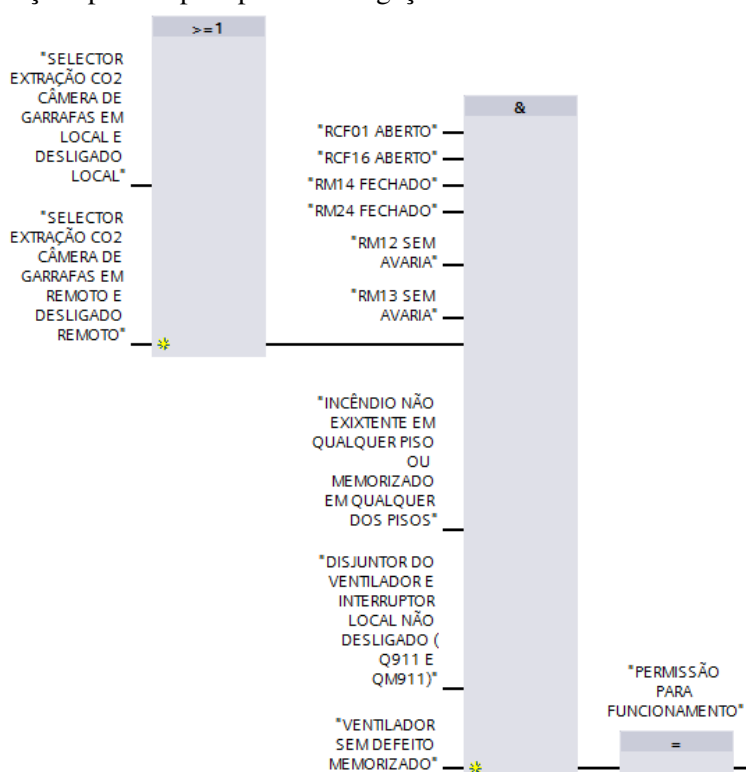 >=1
"SELECTOR
EXTRAÇÃO CO2
CÂMERA DE
GARRAFAS EM
LOCAL E
DESLIGADO
LOCAL"
"SELECTOR
EXTRAÇÃO CO2
CÂMERA DE
GARRAFAS EM
REMOTO E
DESLIGADO
REMOTO"
&
"RCF01 ABERTO"
"RCF16 ABERTO"
"RM14 FECHADO"
"RM24 FECHADO"
"RM12 SEM
AVARIA"
"RM13 SEM
AVARIA"
"INCÊNDIO NÃO
EXIXTENTE EM
QUALQUER PISO
OU
MEMORIZADO
EM QUALQUER
DOS PISOS"
"DISJUNTOR DO
VENTILADOR E
INTERRUPTOR
LOCAL NÃO
DESLIGADO (
Q911 E
QM911)"
"VENTILADOR
SEM DEFEITO
MEMORIZADO"
"PERMISSÃO
PARA
FUNCIONAMENTO"
=